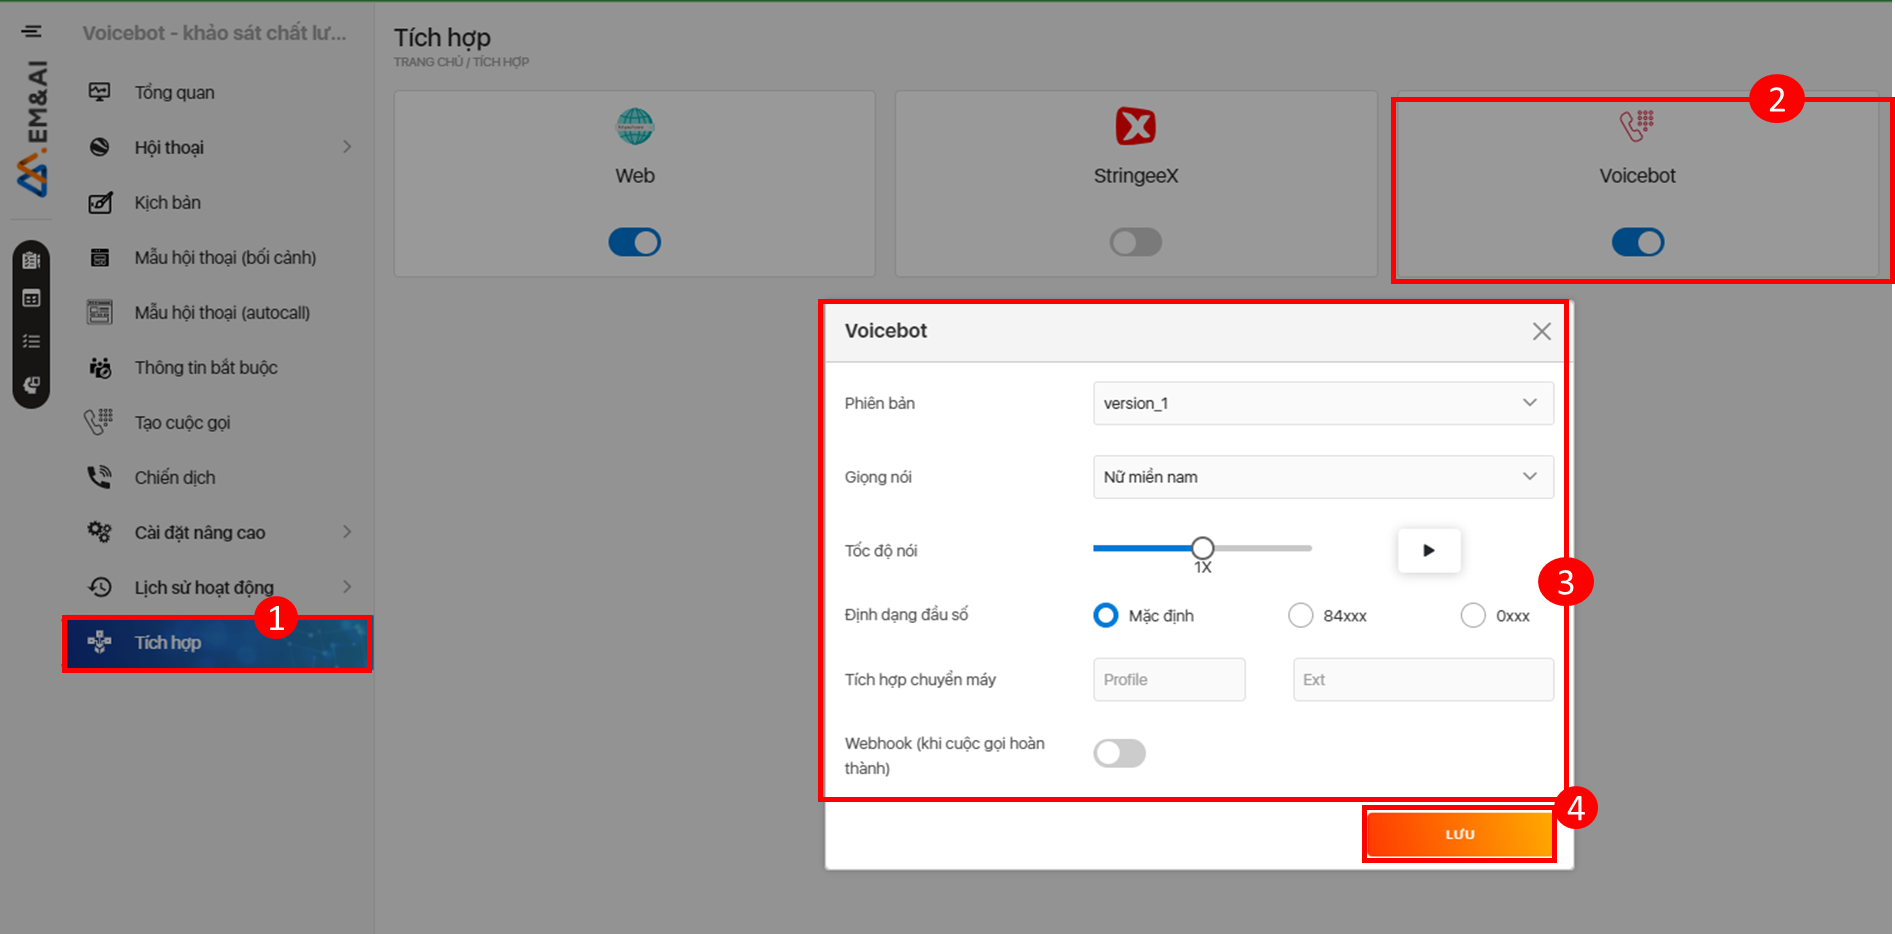 Voicebot - khảo sát chất lư...
EM&AI
Tổng quan
Hội thoại
Kịch bản
Mẫu hội thoại (bối cảnh)
Mẫu hội thoại (autocall)
Thông tin bắt buộc
Tạo cuộc gọi
Chiến dịch
Cài đặt nâng cao
Lịch sử hoạt động
1
Tích hợp
Tích hợp
TRANG CHỦ / TÍCH HỢP
Web
StringeeX
2
Voicebot
Voicebot
Phiên bản
version_1
Giọng nói
Nữ miền nam
Tốc độ nói
1X
3
Định dạng đầu số
Mặc định
84xxx
0xxx
Tích hợp chuyển máy
Profile
Ext
Webhook (khi cuộc gọi hoàn
thành)
4
LƯU